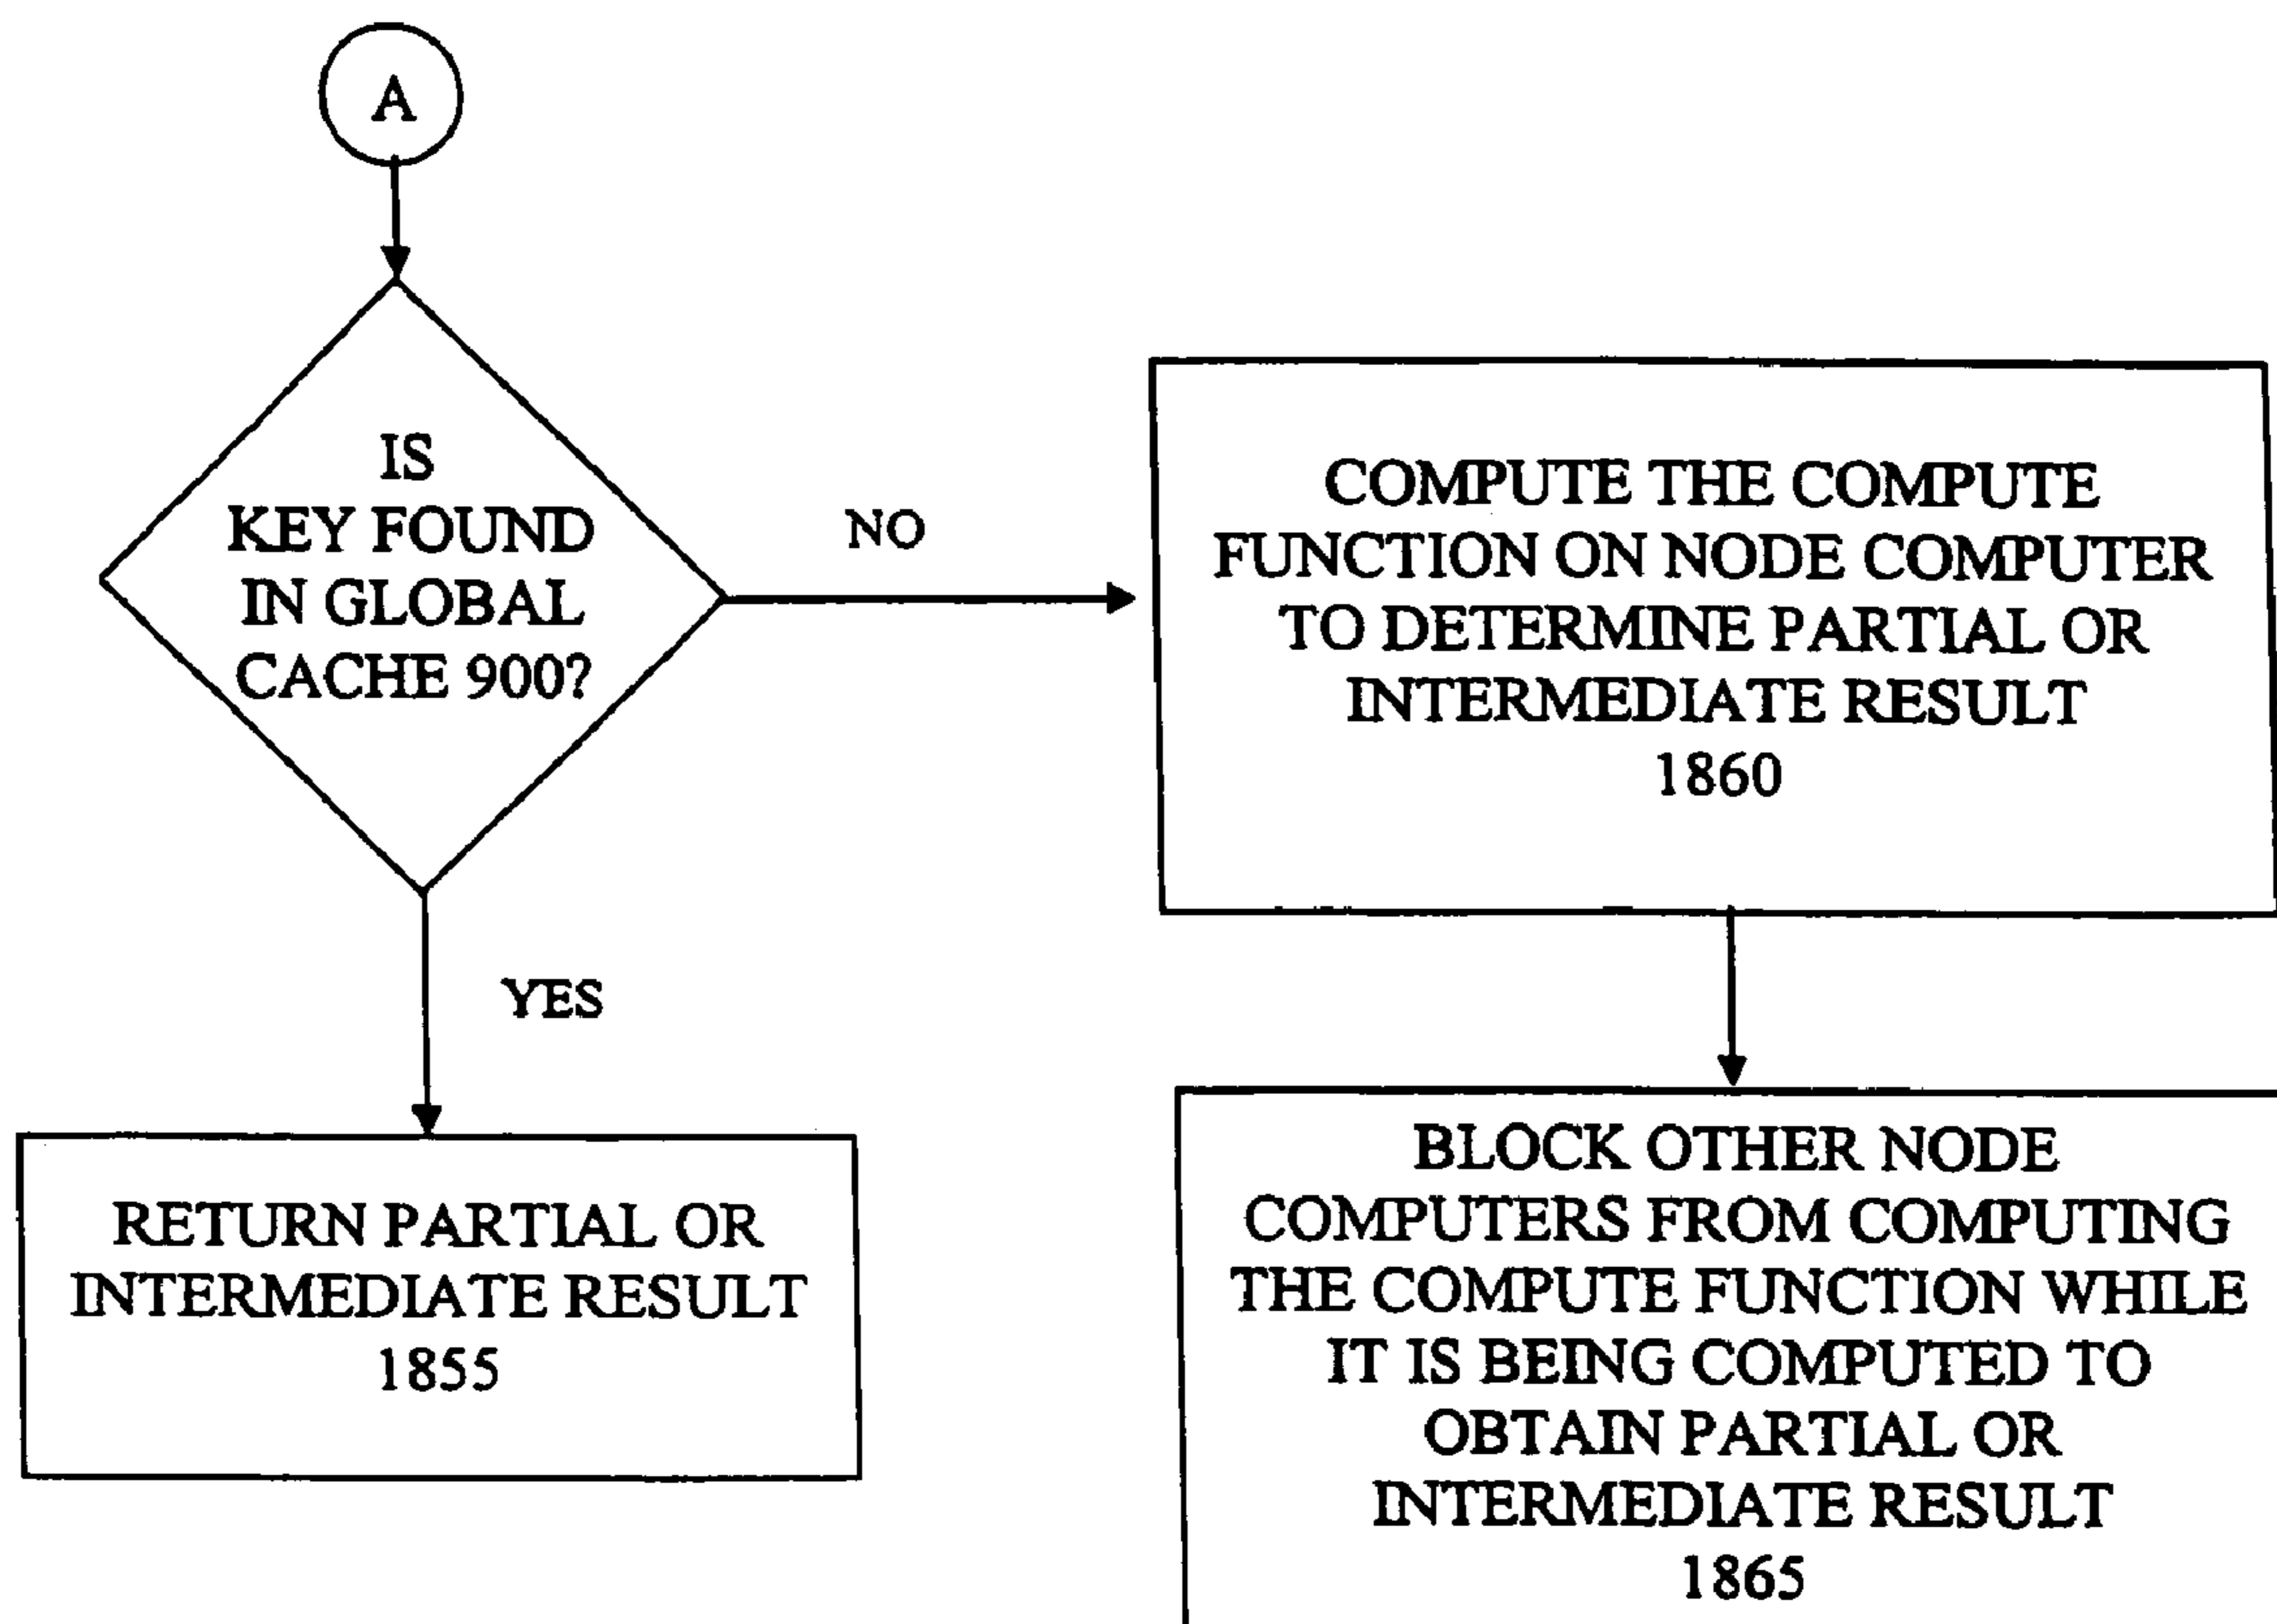 A
IS
KEY FOUND
IN GLOBAL
CACHE 900?
NO
COMPUTE THE COMPUTE
FUNCTION ON NODE COMPUTER
TO DETERMINE PARTIAL OR
INTERMEDIATE RESULT
1860
YES
RETURN PARTIAL OR
INTERMEDIATE RESULT
1855
BLOCK OTHER NODE
COMPUTERS FROM COMPUTING
THE COMPUTE FUNCTION WHILE
IT IS BEING COMPUTED TO
OBTAIN PARTIAL OR
INTERMEDIATE RESULT
1865